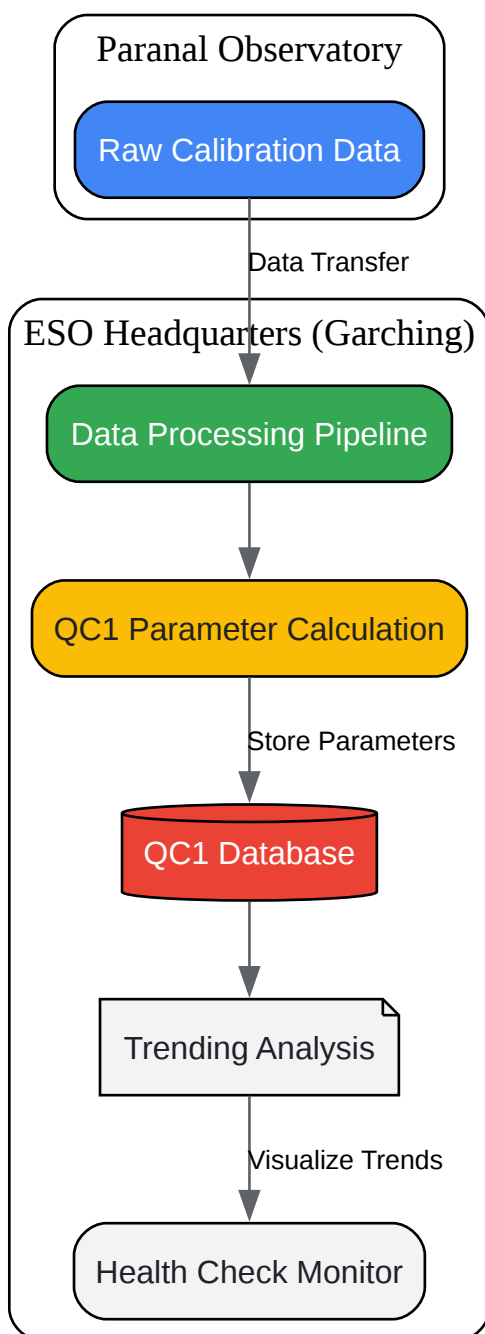 Paranal Observatory
Raw Calibration Data
Data Transfer
ESO Headquarters (Garching)
Data Processing Pipeline
QC1 Parameter Calculation
Store Parameters
QC1 Database
Trending Analysis
Visualize Trends
Health Check Monitor